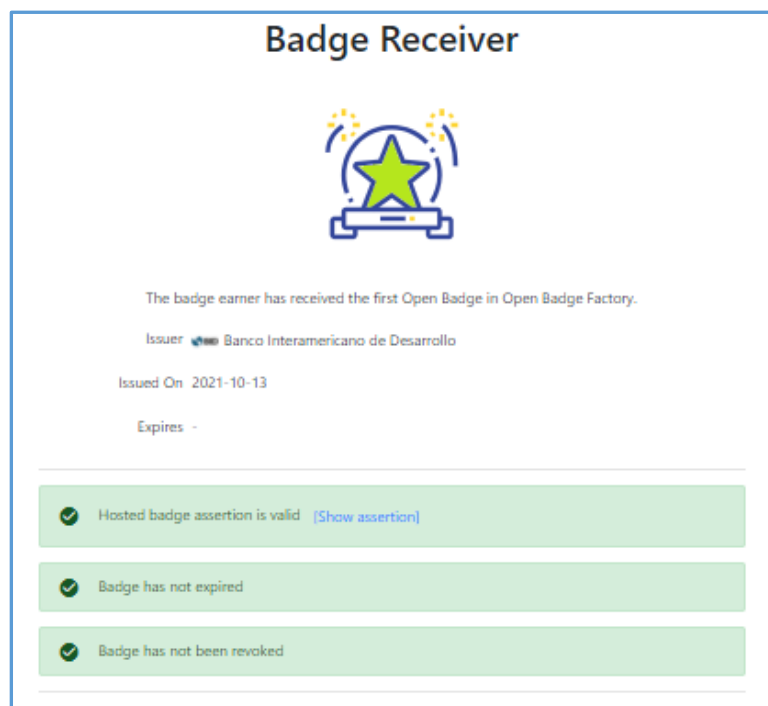 Badge Receiver
The badge earner has received the first Open Badge in Open Badge Factory.
Issuer Banco Interamericano de Desarrollo
Issued On 2021-10-13
Expires -
Hosted badge assertion is valid [Show assertion]
Badge has not expired
Badge has not been revoked